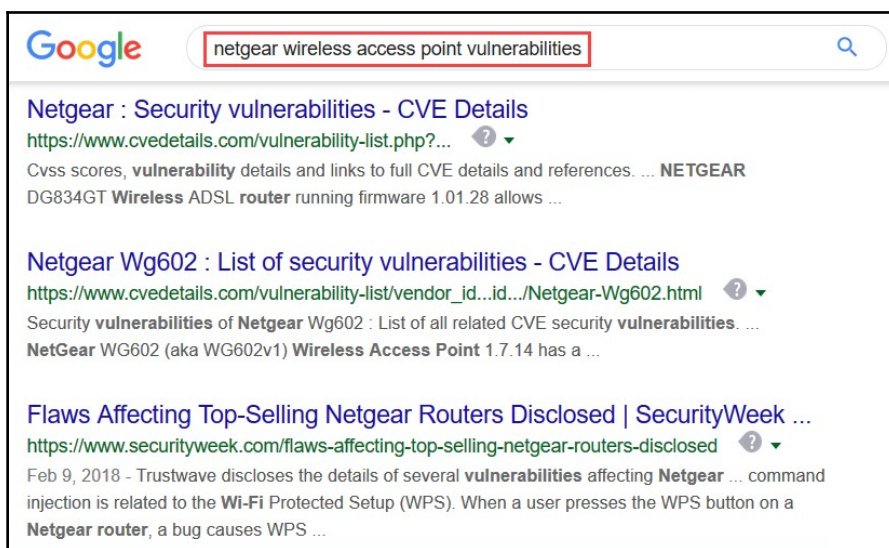 Google
netgear wireless access point vulnerabilities
Netgear : Security vulnerabilities - CVE Details
https://www.cvedetails.com/vulnerability-list.php?...
Cvss scores, vulnerability details and links to full CVE details and references. ... NETGEAR
DG834GT Wireless ADSL router running firmware 1.01.28 allows ...
Netgear Wg602 : List of security vulnerabilities - CVE Details
https://www.cvedetails.com/vulnerability-list/vendor_id...id.../Netgear-Wg602.html
Security vulnerabilities of Netgear Wg602 : List of all related CVE security vulnerabilities. ...
NetGear WG602 (aka WG602v1) Wireless Access Point 1.7.14 has a ...
Flaws Affecting Top-Selling Netgear Routers Disclosed | SecurityWeek ...
https://www.securityweek.com/flaws-affecting-top-selling-netgear-routers-disclosed
Feb 9, 2018 - Trustwave discloses the details of several vulnerabilities affecting Netgear ... command
injection is related to the Wi-Fi Protected Setup (WPS). When a user presses the WPS button on a
Netgear router, a bug causes WPS ...